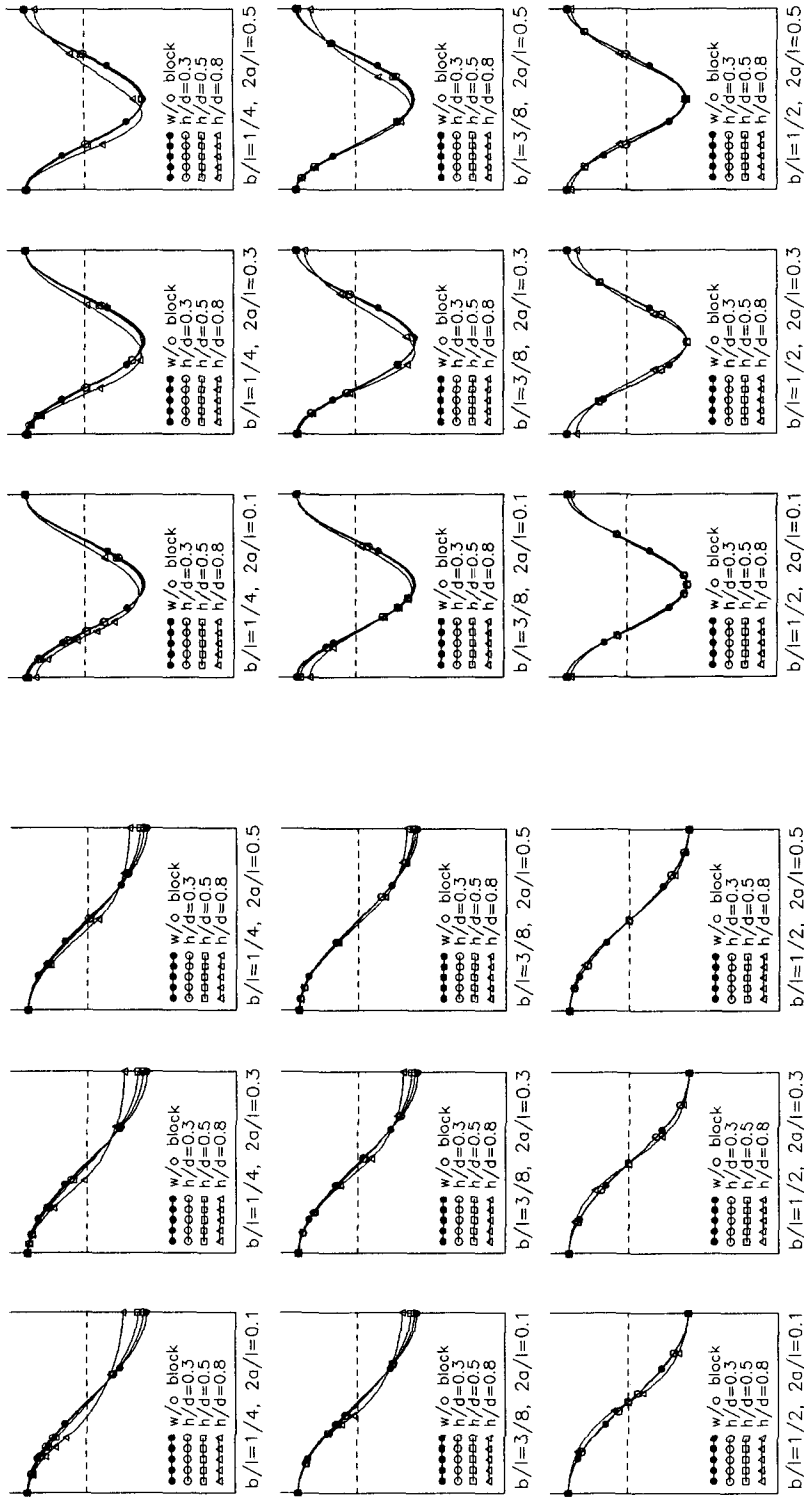 w/o block
h/d=0.3
h/d=0.5
h/d=0.8
b/l=1/4, 2a/l=0.1
w/o block
h/d=0.3
h/d=0.5
h/d=0.8
b/l=1/4, 2a/l=0.3
w/o block
h/d=0.3
h/d=0.5
h/d=0.8
b/l=1/4, 2a/l=0.5
w/o block
h/d=0.3
h/d=0.5
h/d=0.8
b/l=1/4, 2a/l=0.1
w/o block
h/d=0.3
h/d=0.5
h/d=0.8
b/l=1/4, 2a/l=0.3
w/o block
h/d=0.3
h/d=0.5
h/d=0.8
b/l=1/4, 2a/l=0.5
w/o block
h/d=0.3
h/d=0.5
h/d=0.8
b/l=3/8, 2a/l=0.1
w/o block
h/d=0.3
h/d=0.5
h/d=0.8
b/l=3/8, 2a/l=0.3
w/o block
h/d=0.3
h/d=0.5
h/d=0.8
b/l=3/8, 2a/l=0.5
w/o block
h/d=0.3
h/d=0.5
h/d=0.8
b/l=3/8, 2a/l=0.1
w/o block
h/d=0.3
h/d=0.5
h/d=0.8
b/l=3/8, 2a/l=0.3
w/o block
h/d=0.3
h/d=0.5
h/d=0.8
b/l=3/8, 2a/l=0.5
w/o block
h/d=0.3
h/d=0.5
h/d=0.8
b/l=1/2, 2a/l=0.1
w/o block
h/d=0.3
h/d=0.5
h/d=0.8
b/l=1/2, 2a/l=0.3
w/o block
h/d=0.3
h/d=0.5
h/d=0.8
b/l=1/2, 2a/l=0.5
w/o block
h/d=0.3
h/d=0.5
h/d=0.8
b/l=1/2, 2a/l=0.1
w/o block
h/d=0.3
h/d=0.5
h/d=0.8
b/l=1/2, 2a/l=0.3
w/o block
h/d=0.3
h/d=0.5
h/d=0.8
b/l=1/2, 2a/l=0.5